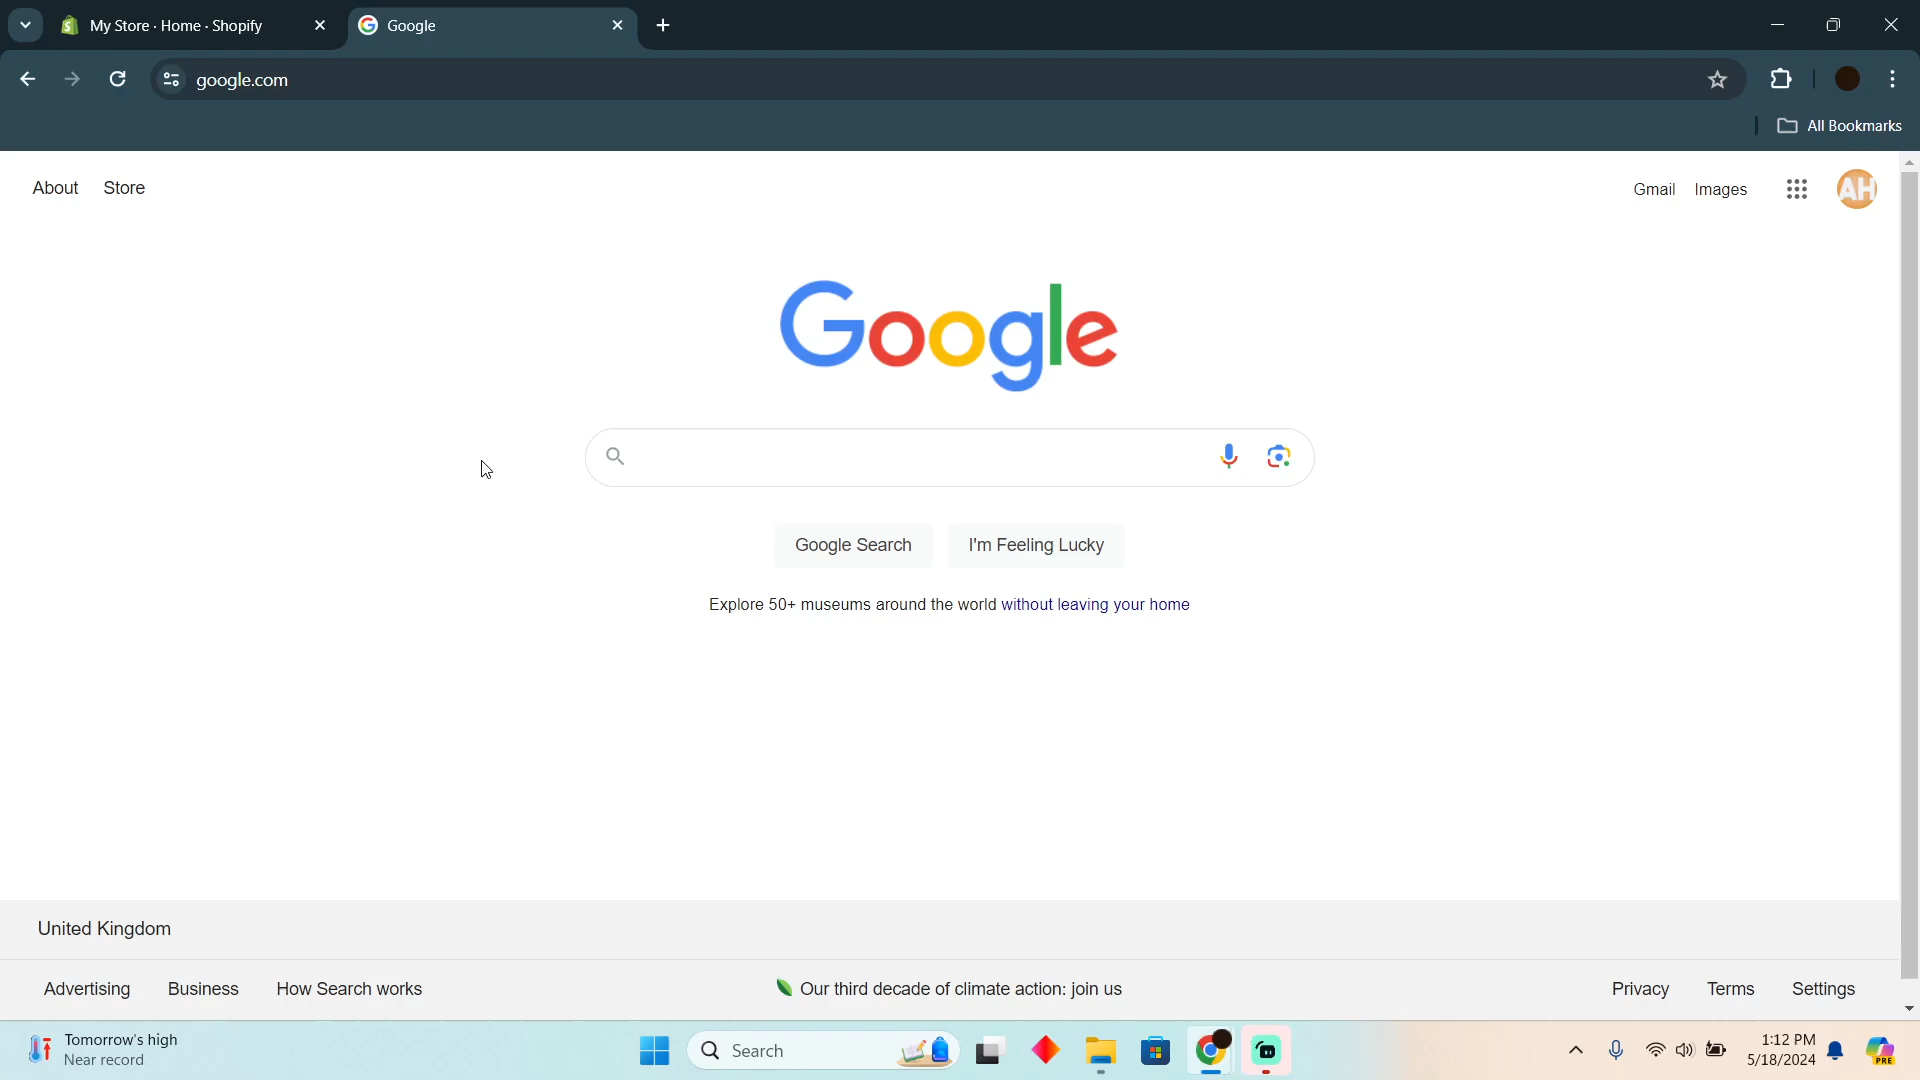 My Store · Home · Shopify
Google
google.com
All Bookmarks
About Store
Gmail Images
AH
Google
Google Search
I'm Feeling Lucky
Explore 50+ museums around the world without leaving your home
United Kingdom
Advertising Business How Search works
Our third decade of climate action: join us
Privacy Terms Settings
Tomorrow's high
Near record
Search
1:12 PM
5/18/2024
PRE